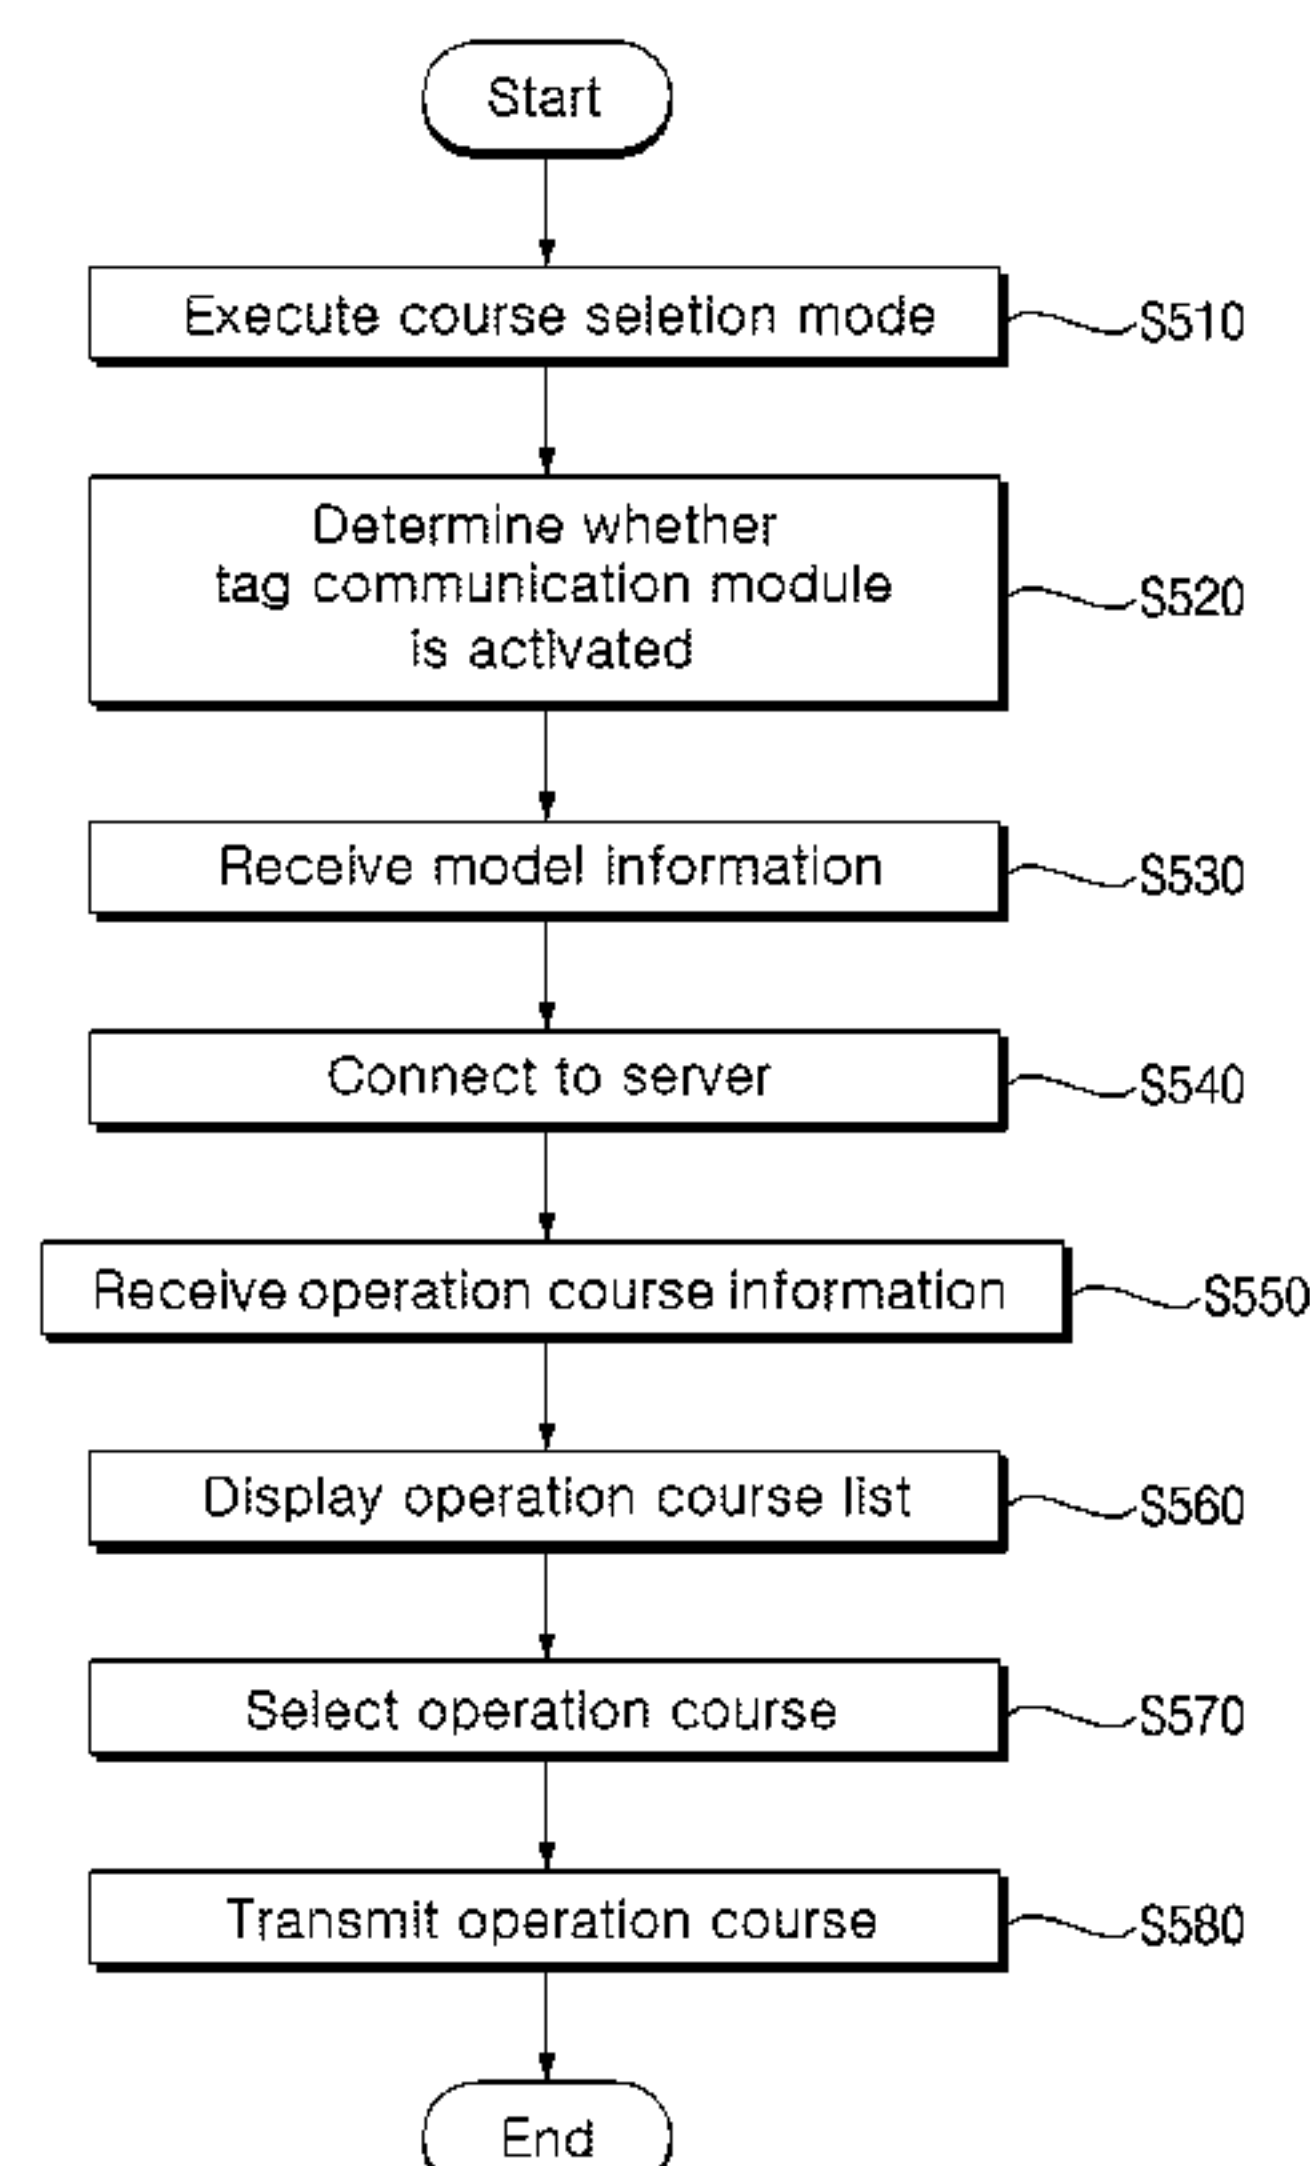 Start
Execute course seletion mode
S510
Determine whether
tag communication module
is activated
S520
Receive model information
S530
Connect to server
S540
Receive operation course information
S550
Display operation course list
S560
Select operation course
S570
Transmit operation course
S580
End